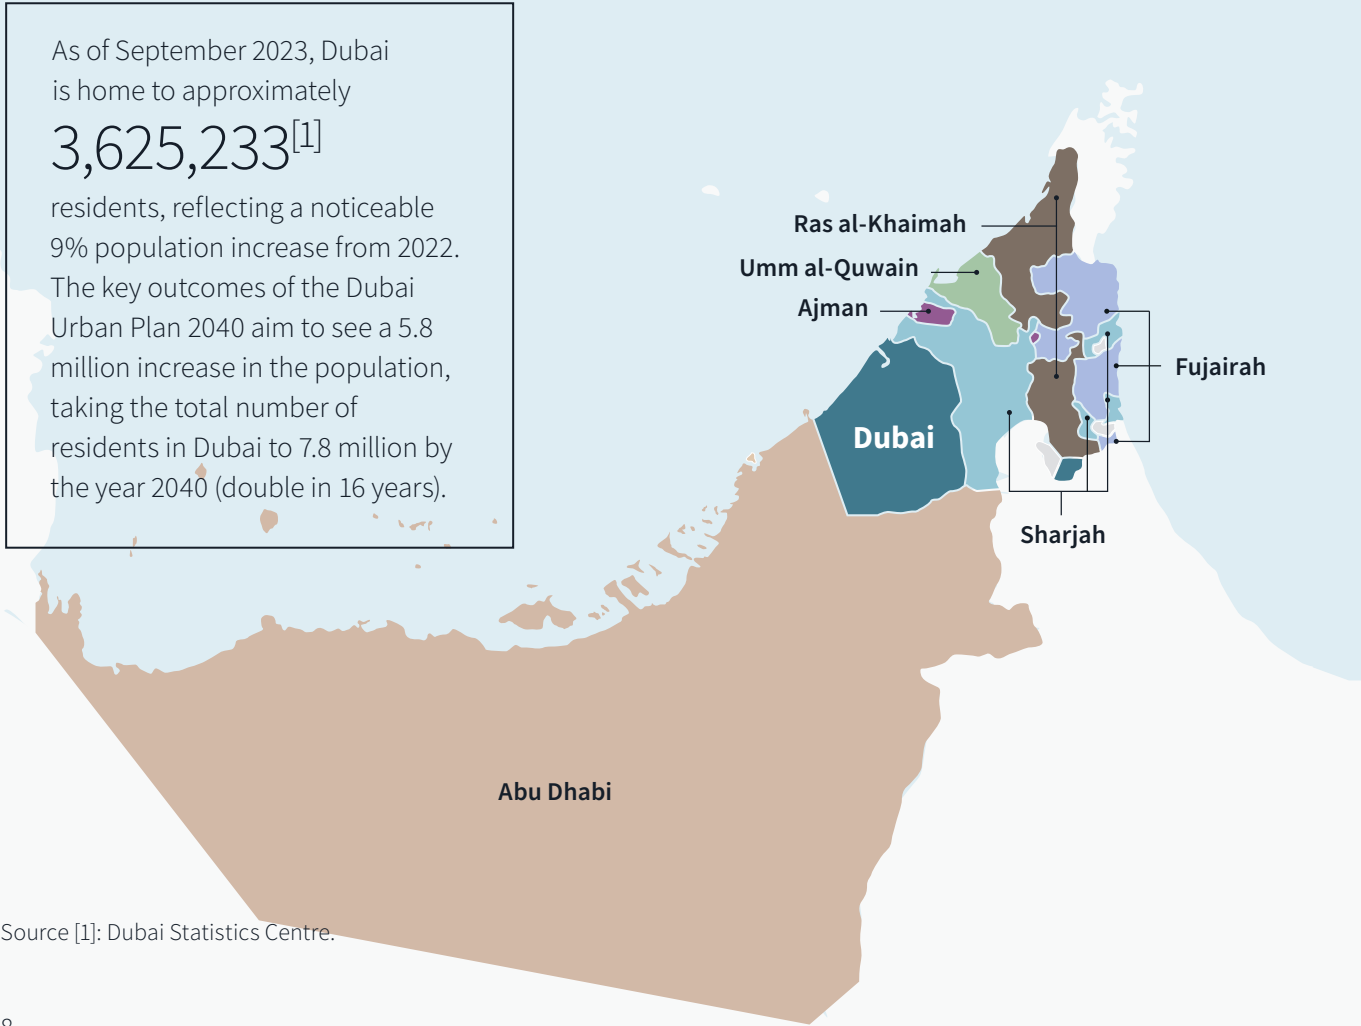 As of September 2023, Dubai
is home to approximately
3,625,233[1]
residents, reflecting a noticeable
9% population increase from 2022.
The key outcomes of the Dubai
Urban Plan 2040 aim to see a 5.8
million increase in the population,
taking the total number of
residents in Dubai to 7.8 million by
the year 2040 (double in 16 years).
Ras al-Khaimah
Umm al-Quwain
Ajman
Fujairah
Dubai
Sharjah
Abu Dhabi
Source [1]: Dubai Statistics Centre.